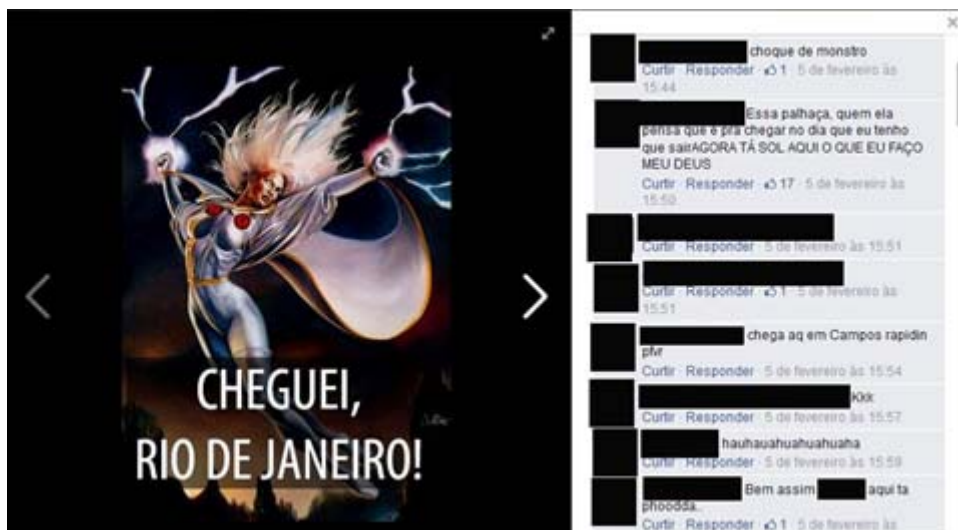 CHEGUEI,
RIO DE JANEIRO!
choque de monstro
Curtir · Responder · 1 · 5 de fevereiro às
15:44
Essa palhaça, quem ela
pensa que é pra chegar no dia que eu tenho
que sairAGORA TÁ SOL AQUI O QUE EU FAÇO
MEU DEUS
Curtir · Responder · 17 · 5 de fevereiro às
15:50
Curtir · Responder · 5 de fevereiro às 15:51
Curtir · Responder · 1 · 5 de fevereiro às
15:51
chega aq em Campos rapidin
pfvr
Curtir · Responder · 5 de fevereiro às 15:54
Kkk
Curtir · Responder · 5 de fevereiro às 15:57
hauhauahuahuahuaha
Curtir · Responder · 5 de fevereiro às 15:59
Bem assim aqui ta
phoodda..
Curtir · Responder · 1 · 5 de fevereiro às